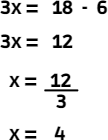 3x = 18 - 6
3x = 12
x = 12
3
x = 4